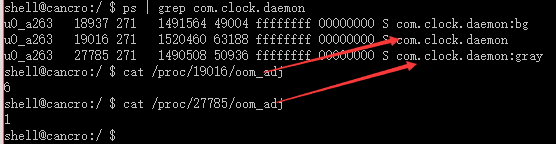 shell@cancro:/ $ ps | grep com.clock.daemon
u0_a263 18937 271 1491564 49004 ffffffff 00000000 S com.clock.daemon:bg
u0_a263 19016 271 1520460 63188 ffffffff 00000000 S com.clock.daemon
u0_a263 27785 271 1490508 50936 ffffffff 00000000 S com.clock.daemon:gray
shell@cancro:/ $ cat /proc/19016/oom_adj
6
shell@cancro:/ $ cat /proc/27785/oom_adj
1
shell@cancro:/ $